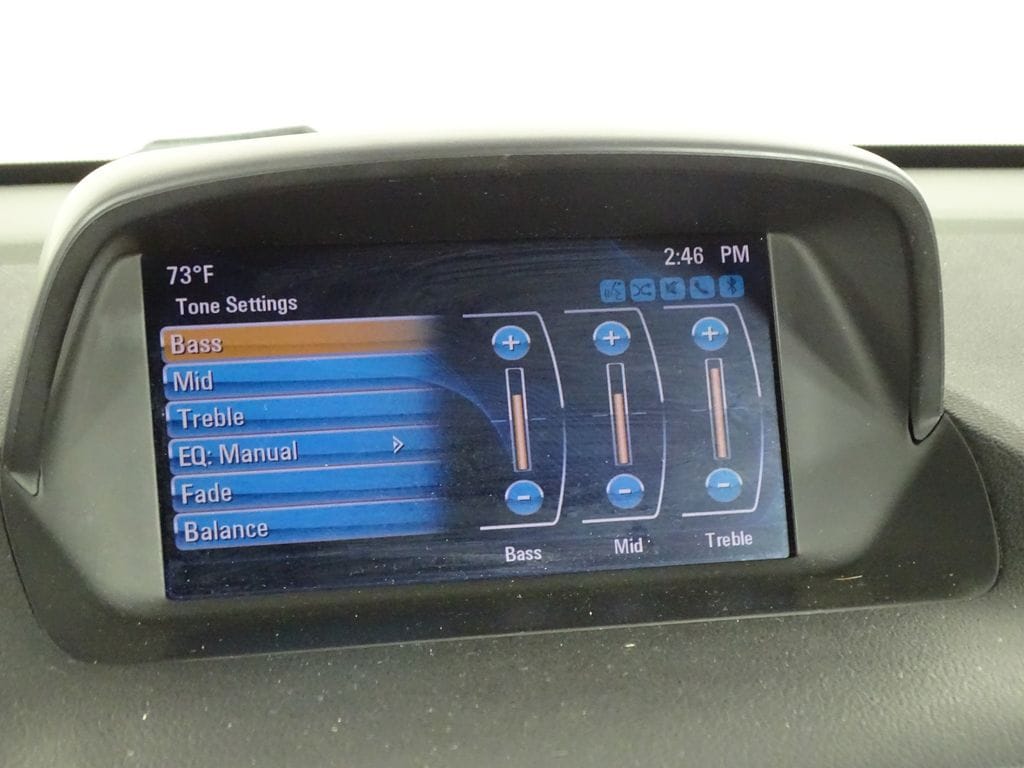 73°F
2:46 PM
Tone Settings
Bass
Mid
Treble
EQ: Manual
Fade
Balance
+ + +
- - -
Bass Mid Treble